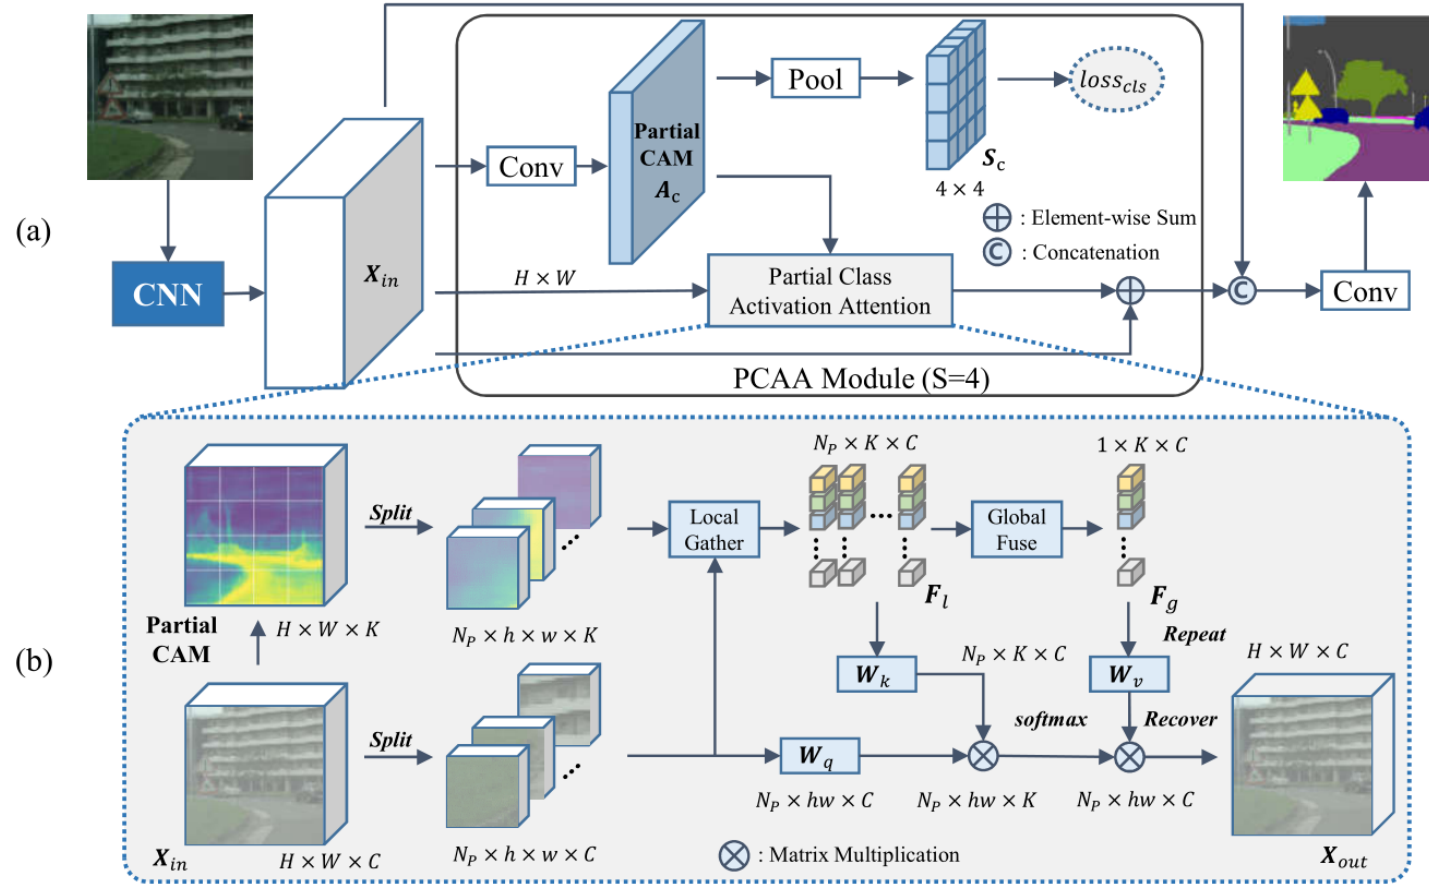 (a)
CNN
X_in
Conv
Partial
CAM
A_c
Pool
S_c
4 × 4
loss_cls
⊕ : Element-wise Sum
Ⓒ : Concatenation
H × W
Partial Class
Activation Attention
C
Conv
PCAA Module (S=4)
(b)
Partial
CAM
H × W × K
Split
N_P × h × w × K
Local
Gather
N_P × K × C
F_l
Global
Fuse
1 × K × C
F_g
Repeat
W_k
N_P × K × C
W_v
H × W × C
X_in
H × W × C
Split
N_P × h × w × C
W_q
N_P × hw × C
softmax
N_P × hw × K
Recover
N_P × hw × C
X_out
⊗ : Matrix Multiplication